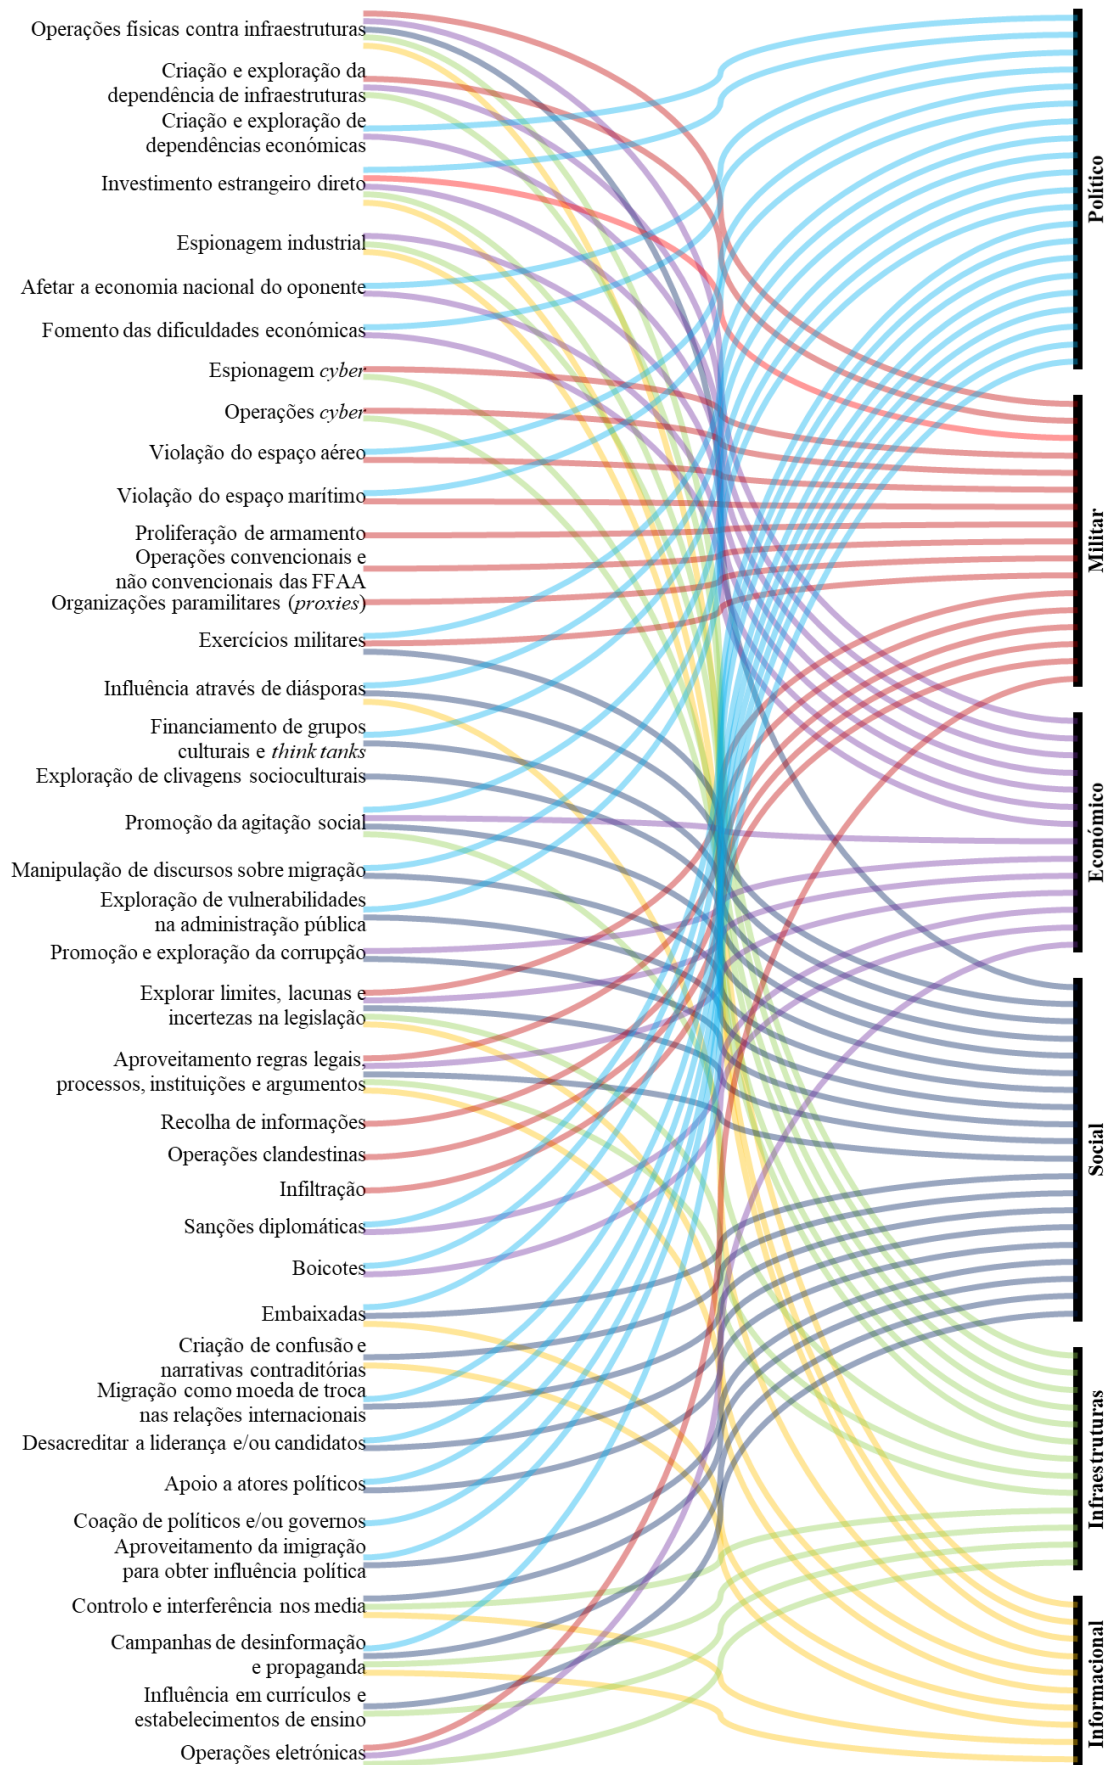 Operações físicas contra infraestruturas
Criação e exploração da
dependência de infraestruturas
Criação e exploração de
dependências económicas
Investimento estrangeiro direto
Espionagem industrial
Afetar a economia nacional do oponente
Fomento das dificuldades económicas
Espionagem cyber
Operações cyber
Violação do espaço aéreo
Violação do espaço marítimo
Proliferação de armamento
Operações convencionais e
não convencionais das FFAA
Organizações paramilitares (proxies)
Exercícios militares
Influência através de diásporas
Financiamento de grupos
culturais e think tanks
Exploração de clivagens socioculturais
Promoção da agitação social
Manipulação de discursos sobre migração
Exploração de vulnerabilidades
na administração pública
Promoção e exploração da corrupção
Explorar limites, lacunas e
incertezas na legislação
Aproveitamento regras legais,
processos, instituições e argumentos
Recolha de informações
Operações clandestinas
Infiltração
Sanções diplomáticas
Boicotes
Embaixadas
Criação de confusão e
narrativas contraditórias
Migração como moeda de troca
nas relações internacionais
Desacreditar a liderança e/ou candidatos
Apoio a atores políticos
Coação de políticos e/ou governos
Aproveitamento da imigração
para obter influência política
Controlo e interferência nos media
Campanhas de desinformação
e propaganda
Influência em currículos e
estabelecimentos de ensino
Operações eletrónicas
Político
Militar
Económico
Social
Infraestruturas
Informacional